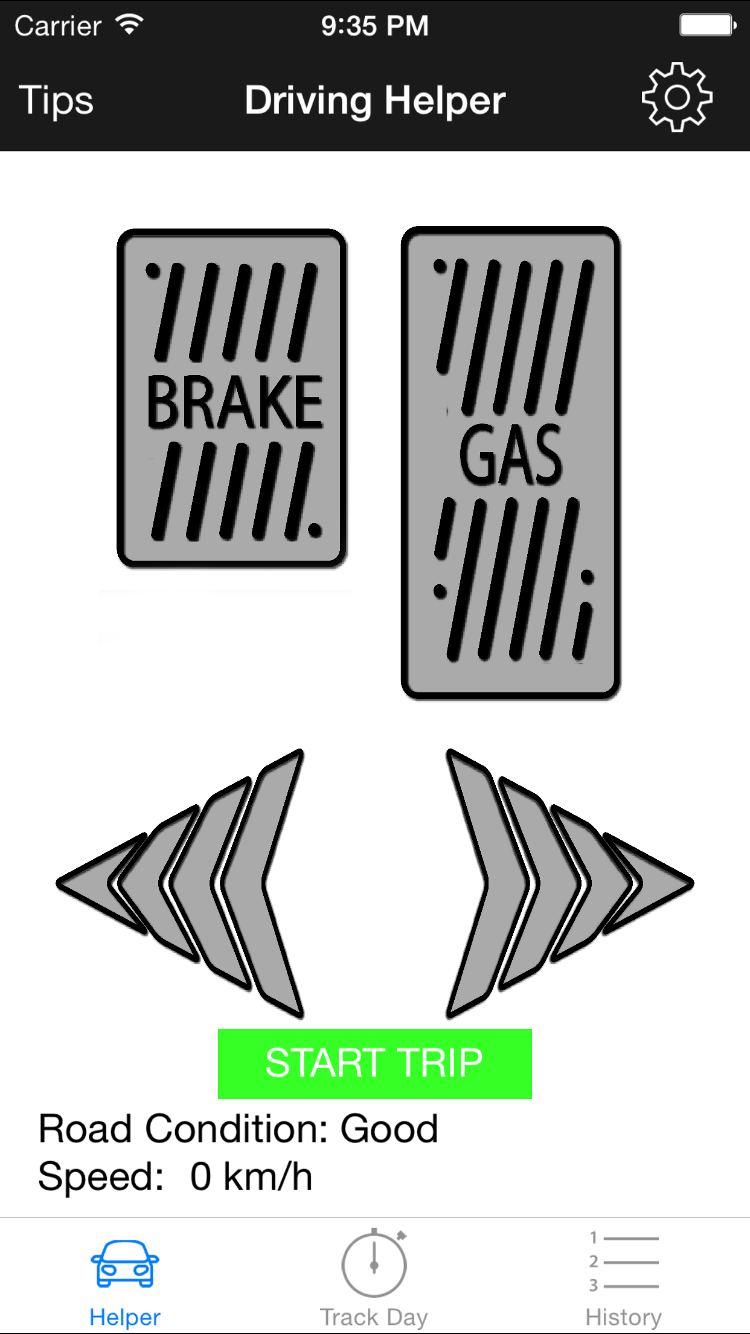 Carrier 9:35 PM
Tips Driving Helper
BRAKE
GAS
START TRIP
Road Condition: Good
Speed: 0 km/h
1
2
3
Helper Track Day History